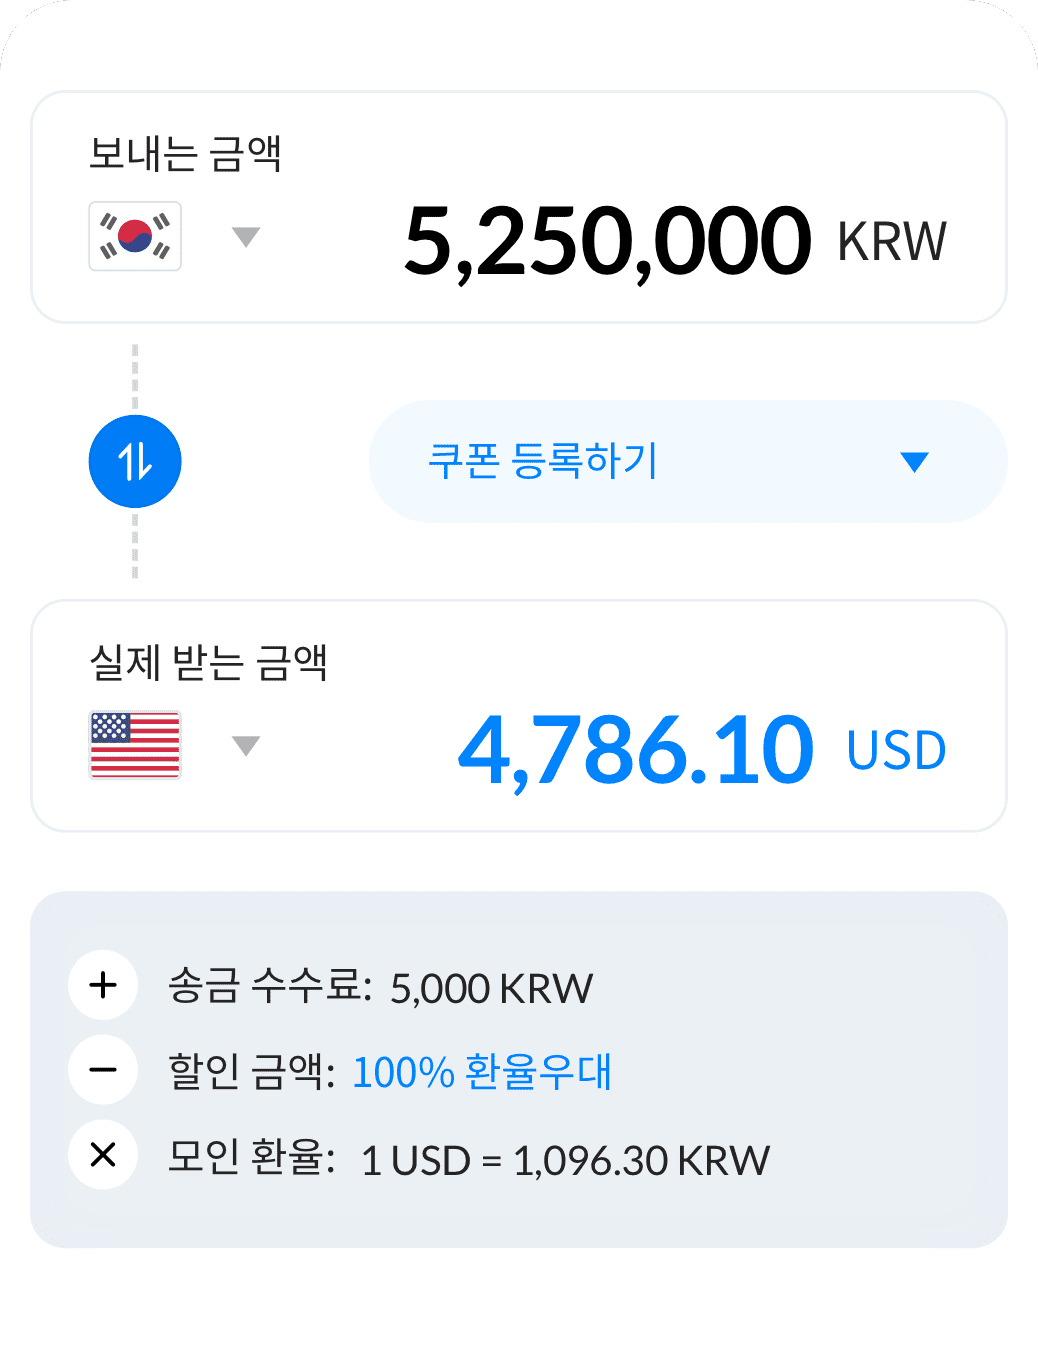 보내는 금액
5,250,000 KRW
쿠폰 등록하기
실제 받는 금액
4,786.10 USD
송금 수수료: 5,000 KRW
할인 금액: 100% 환율우대
모인 환율: 1 USD = 1,096.30 KRW